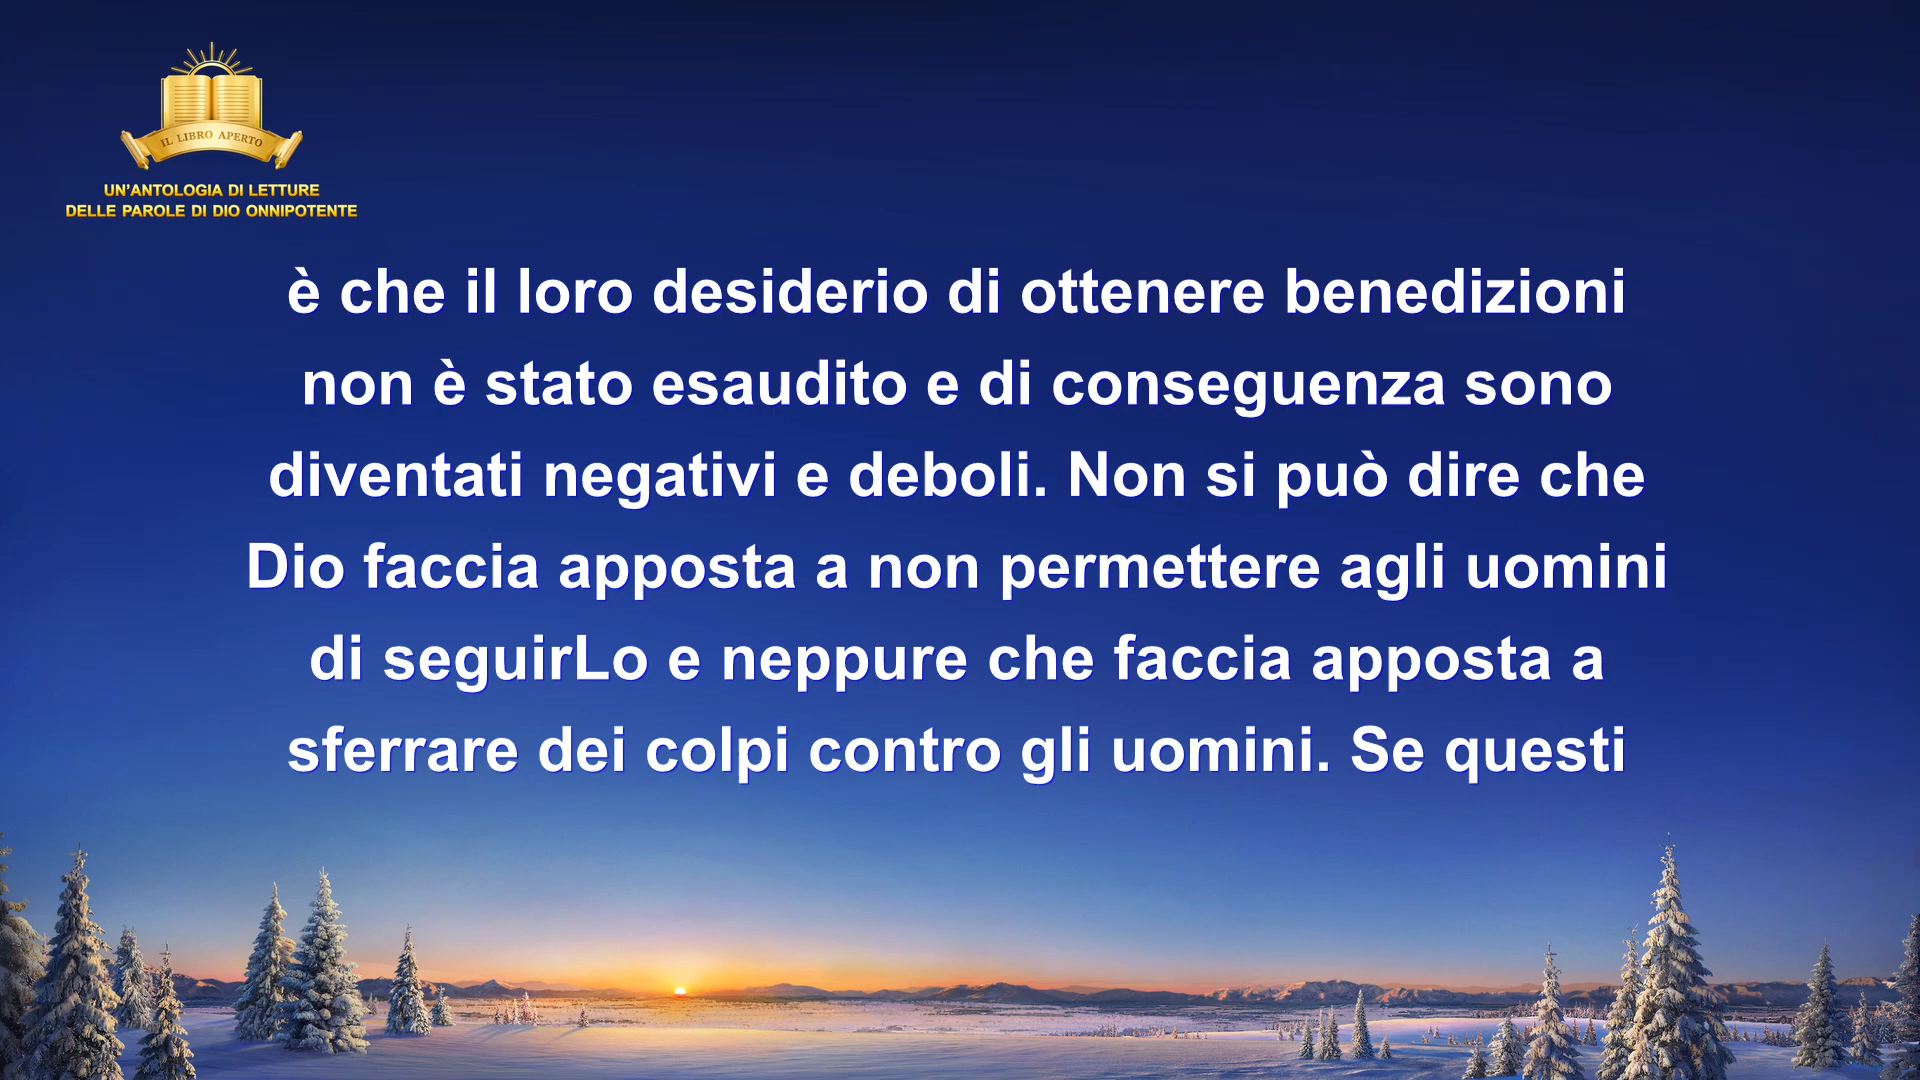 IL LIBRO APERTO
UN'ANTOLOGIA DI LETTURE
DELLE PAROLE DI DIO ONNIPOTENTE
è che il loro desiderio di ottenere benedizioni
non è stato esaudito e di conseguenza sono
diventati negativi e deboli. Non si può dire che
Dio faccia apposta a non permettere agli uomini
di seguirLo e neppure che faccia apposta a
sferrare dei colpi contro gli uomini. Se questi